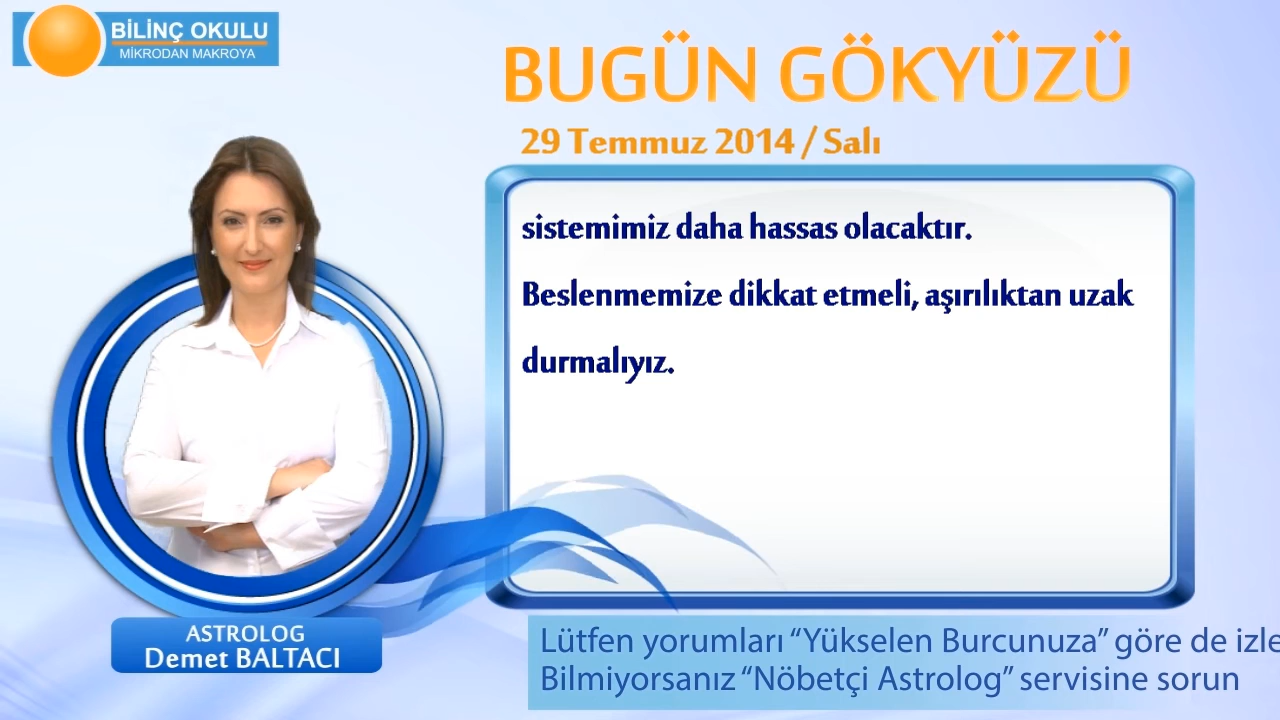 BİLİNÇ OKULU
MİKRODAN MAKROYA
BUGÜN GÖKYÜZÜ
29 Temmuz 2014 / Salı
sistemimiz daha hassas olacaktır.
Beslenmemize dikkat etmeli, aşırılıktan uzak
durmalıyız.
ASTROLOG
Demet BALTACI
Lütfen yorumları “Yükselen Burcunuza” göre de izle
Bilmiyorsanız “Nöbetçi Astrolog” servisine sorun